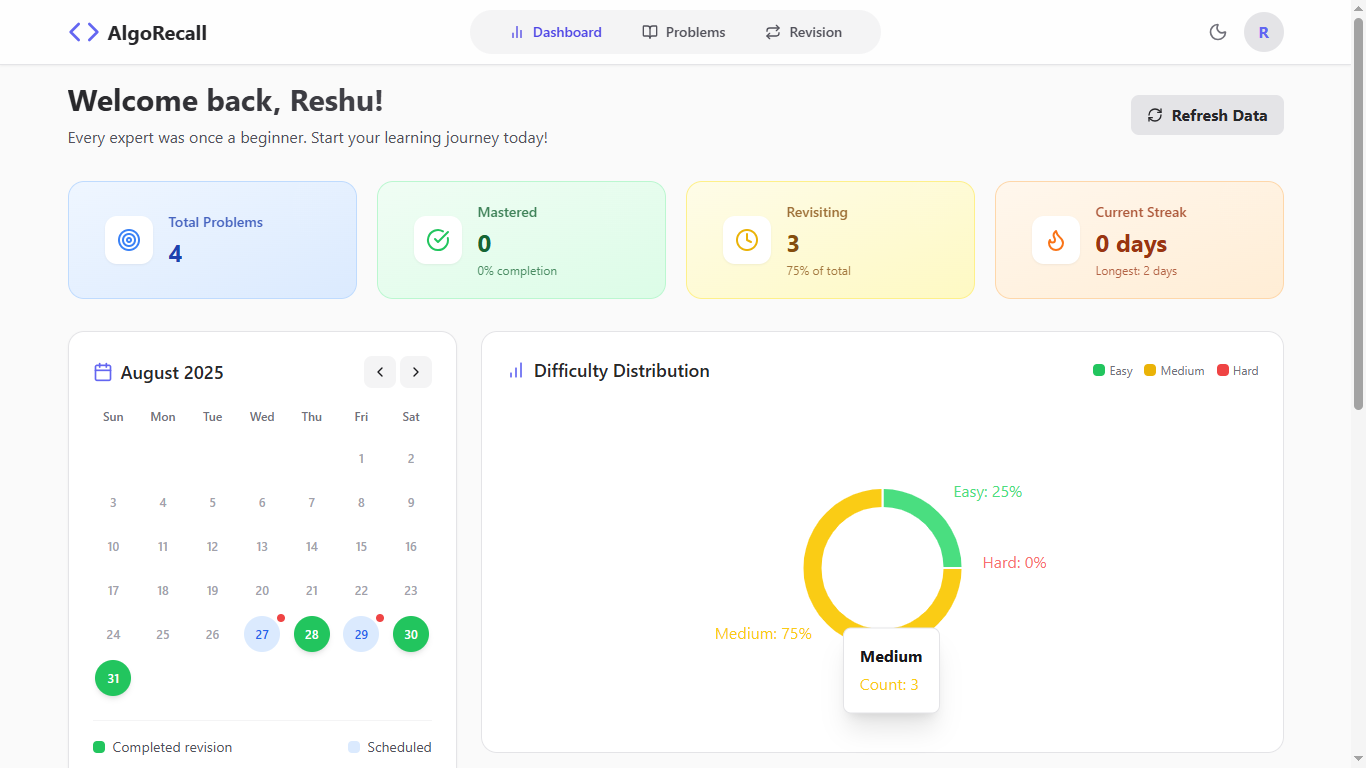 AlgoRecall
Dashboard
Problems
Revision
R
Welcome back, Reshu!
Every expert was once a beginner. Start your learning journey today!
Refresh Data
Total Problems
4
Mastered
0
0% completion
Revisiting
3
75% of total
Current Streak
0 days
Longest: 2 days
August 2025
Sun Mon Tue Wed Thu Fri Sat
1 2
3 4 5 6 7 8 9
10 11 12 13 14 15 16
17 18 19 20 21 22 23
24 25 26 27 28 29 30
31
Completed revision
Scheduled
Difficulty Distribution
Easy
Medium
Hard
Easy: 25%
Hard: 0%
Medium: 75%
Medium
Count: 3